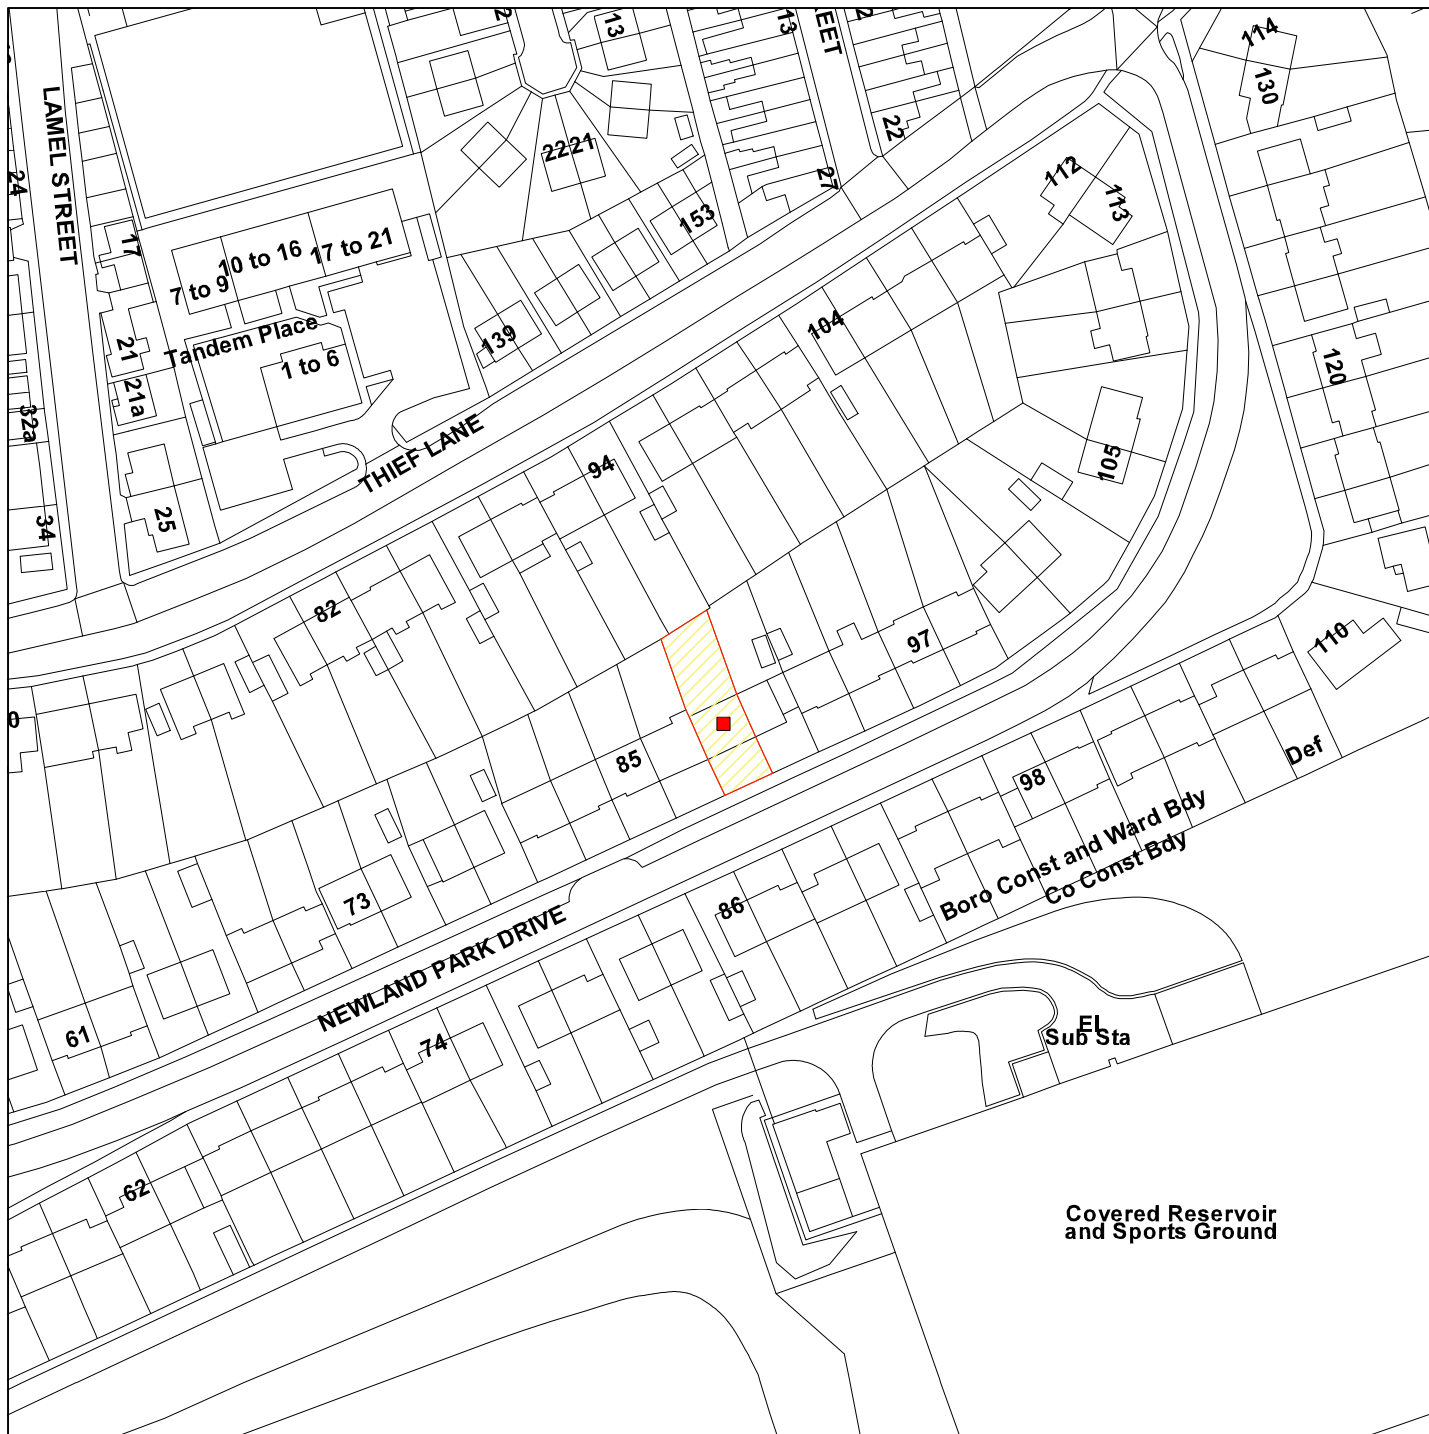 13
13
22
2221
27
153
114
130
112
113
24
LAMEL STREET
17
7 to 9
10 to 16
17 to 21
Tandem Place
1 to 6
21
21a
32a
34
25
139
THIEF LANE
104
120
105
94
82
85
97
110
98
Def
Boro Const and Ward Bdy
Co Const Bdy
86
73
NEWLAND PARK DRIVE
74
61
62
El
Sub Sta
Covered Reservoir
and Sports Ground